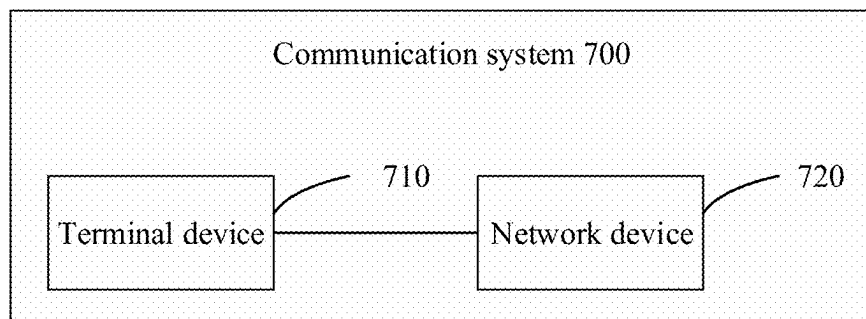 Communication system 700
710
720
Terminal device
Network device